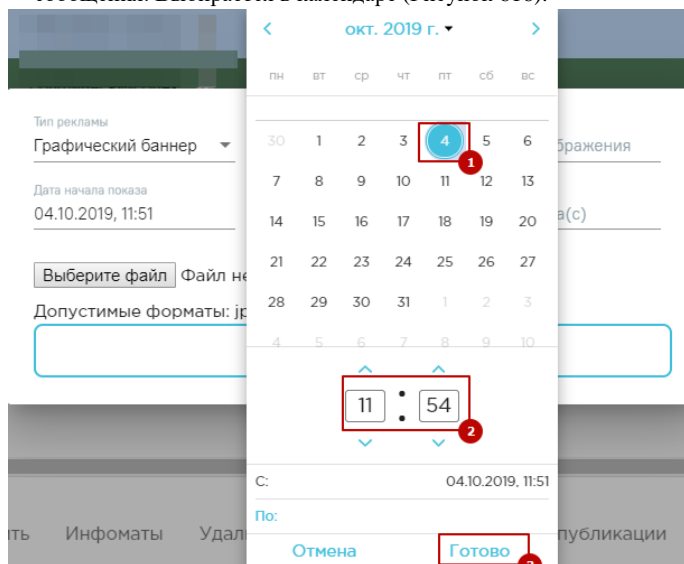 окт. 2019 г.
пн вт ср чт пт сб вс
Тип рекламы
Графический баннер
30 1 2 3 4 5 6
1
7 8 9 10 11 12 13
Дата начала показа
04.10.2019, 11:51
а(с)
14 15 16 17 18 19 20
21 22 23 24 25 26 27
Выберите файл Файл не
28 29 30 31 1 2 3
Допустимые форматы: jp
4 5 6 7 8 9 10
11 : 54
2
С: 04.10.2019, 11:51
По:
Инфоматы
Отмена Готово